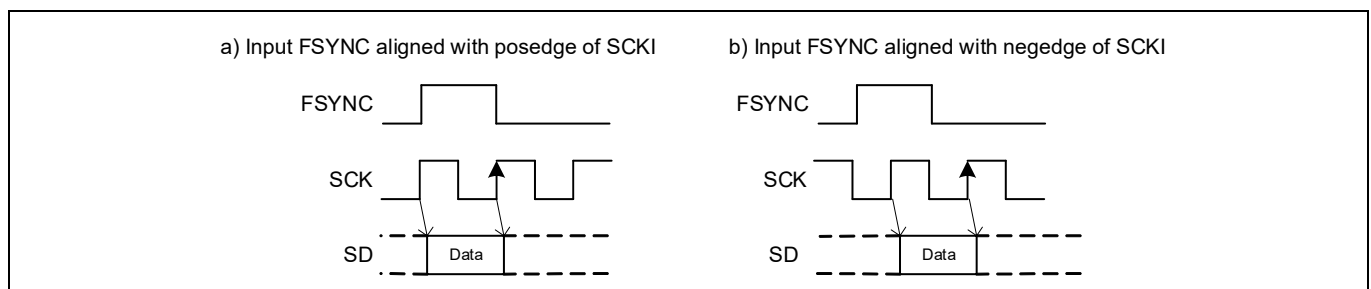 a) Input FSYNC aligned with posedge of SCKI
b) Input FSYNC aligned with negedge of SCKI
FSYNC
FSYNC
SCK
SCK
SD
Data
SD
Data